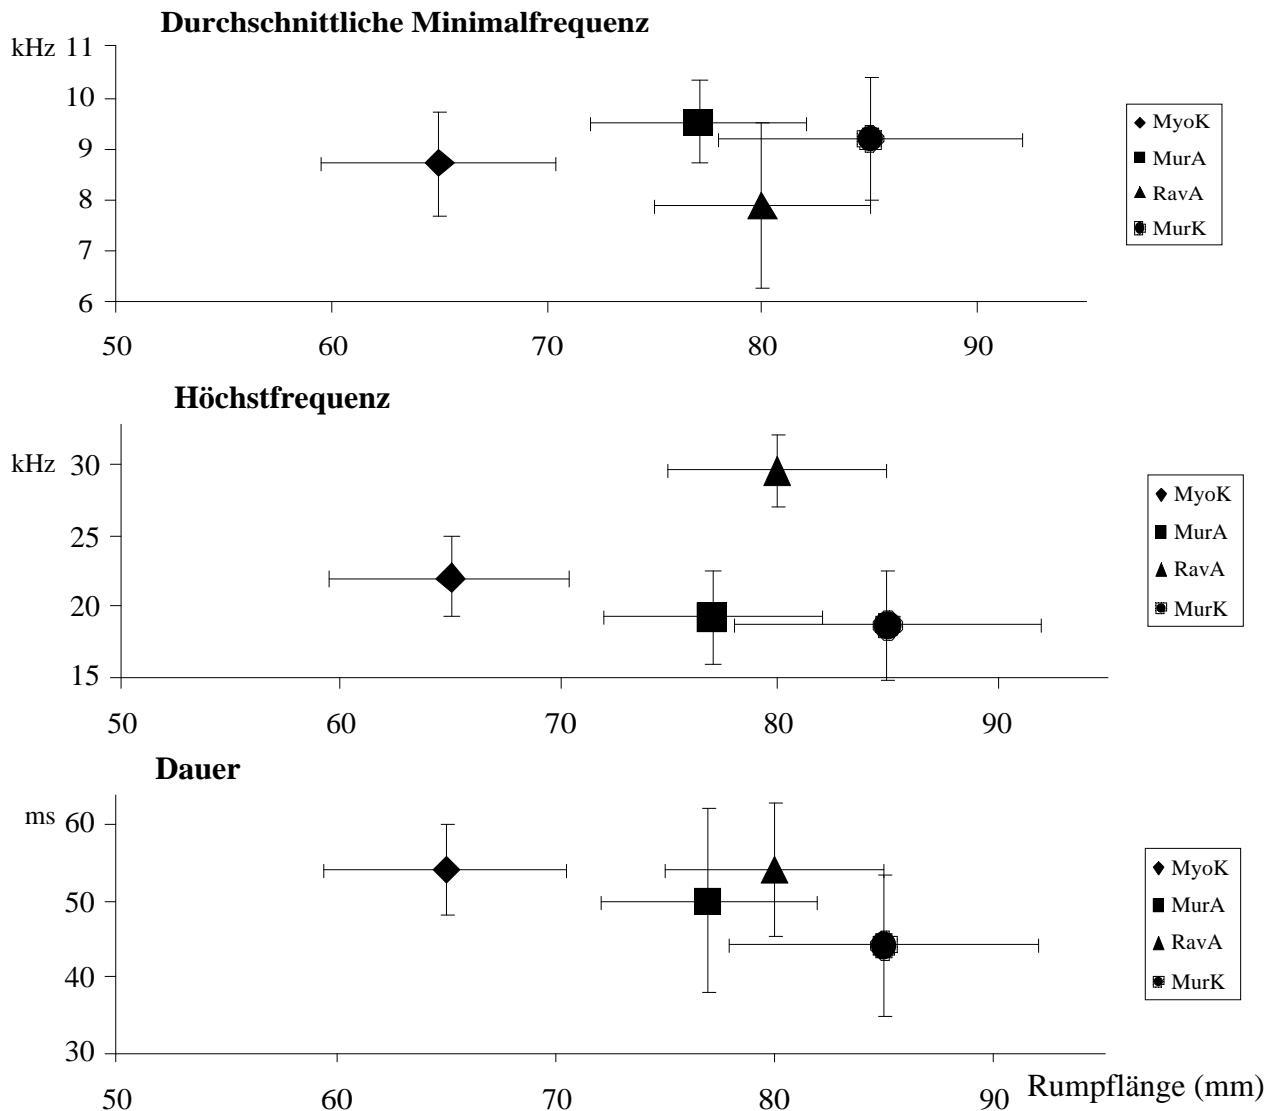 Durchschnittliche Minimalfrequenz
kHz 11
10
9
8
7
6
50 60 70 80 90
MyoK
MurA
RavA
MurK
Höchstfrequenz
kHz 30
25
20
15
50 60 70 80 90
MyoK
MurA
RavA
MurK
Dauer
ms 60
50
40
30
50 60 70 80 90 Rumpflänge (mm)
MyoK
MurA
RavA
MurK